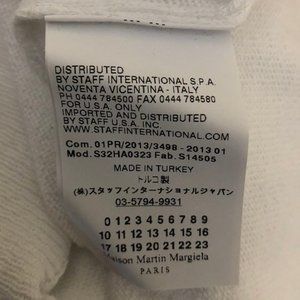 DISTRIBUTED
BY STAFF INTERNATIONAL S.P.A.
NOVENTA VICENTINA - ITALY
PH 0444 784500 FAX 0444 784580
FOR U.S.A. ONLY
IMPORTED AND DISTRIBUTED
BY STAFF U.S.A. INC
WWW.STAFFINTERNATIONAL.COM
Com. 01PR/2013/3498 - 2013 01
Mod. S32HA0323 Fab. S14505
MADE IN TURKEY
トルコ製
(株)スタッフインターナショナルジャパン
03-5794-9931
0 1 2 3 4 5 6 7 8 9
10 11 12 13 14 15 16
17 18 19 20 21 22 23
Maison Martin Margiela
PARIS